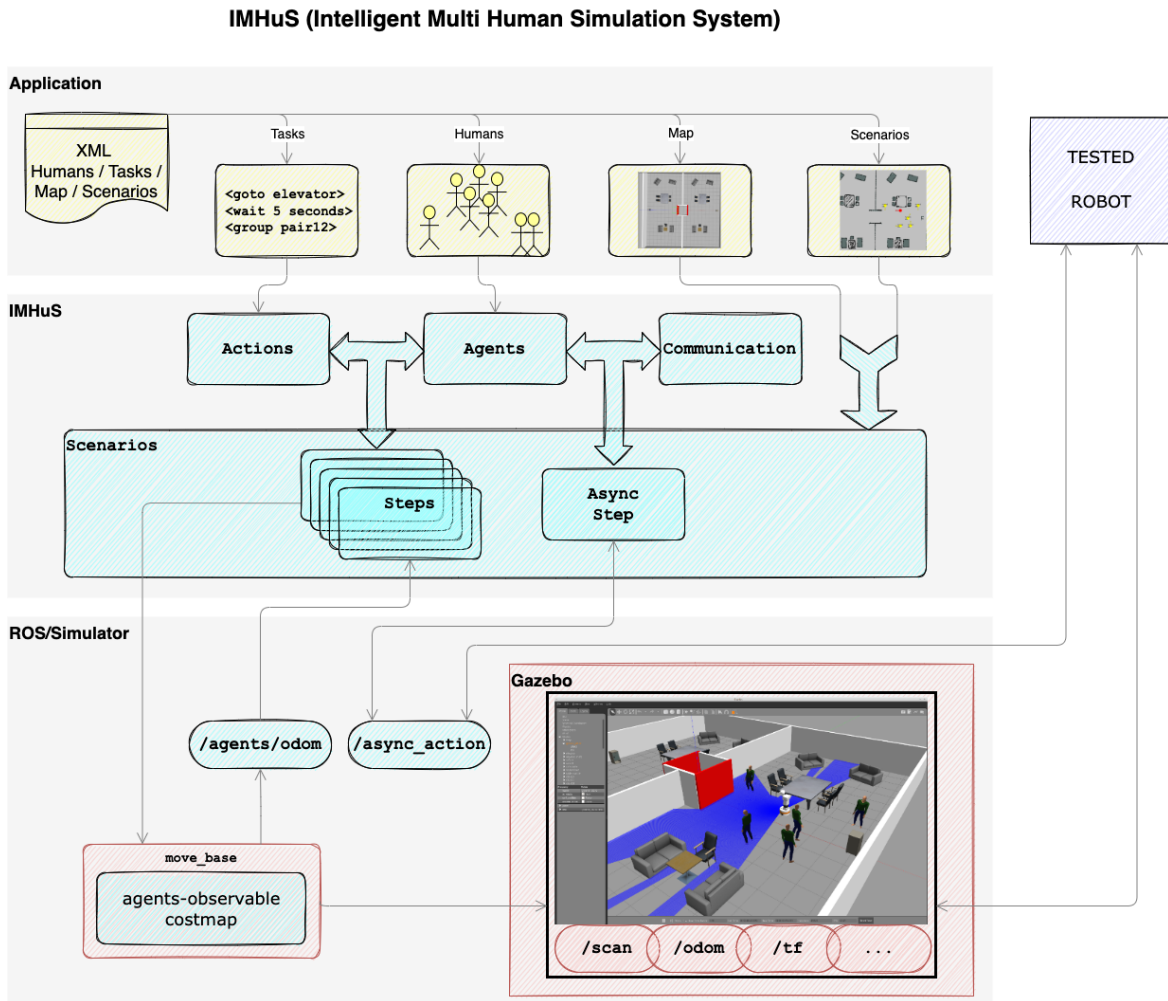 IMHuS (Intelligent Multi Human Simulation System)
Application
XML
Humans / Tasks /
Map / Scenarios
Tasks
Humans
Map
Scenarios
<goto elevator>
<wait 5 seconds>
<group pair12>
TESTED
ROBOT
IMHuS
Actions
Agents
Communication
Scenarios
Steps
Async
Step
ROS/Simulator
Gazebo
/agents/odom
/async_action
move_base
agents-observable
costmap
/scan
/odom
/tf
...